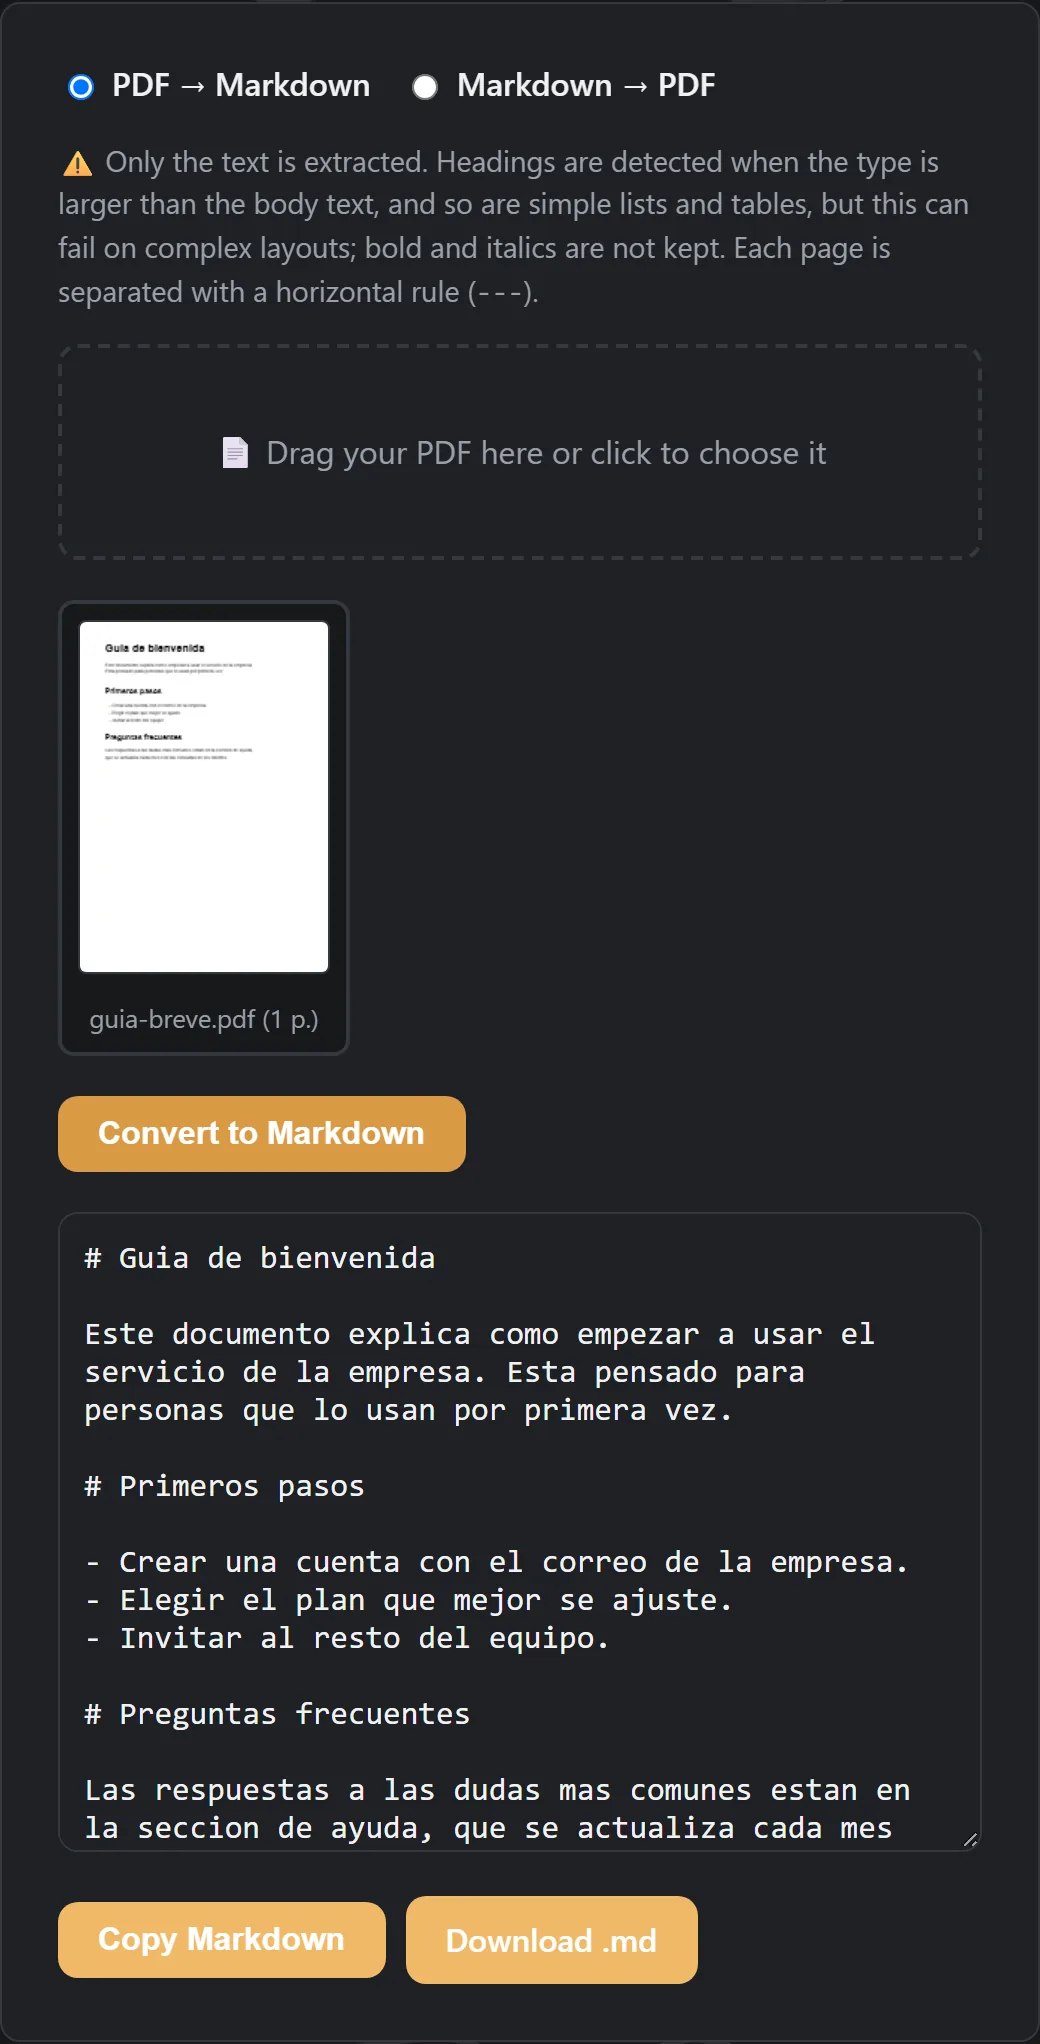 PDF → Markdown
Markdown → PDF
⚠️ Only the text is extracted. Headings are detected when the type is
larger than the body text, and so are simple lists and tables, but this can
fail on complex layouts; bold and italics are not kept. Each page is
separated with a horizontal rule (---).
Drag your PDF here or click to choose it
Guia de bienvenida
Primeros pasos
Preguntas frecuentes
guia-breve.pdf (1 p.)
Convert to Markdown
# Guia de bienvenida
Este documento explica como empezar a usar el
servicio de la empresa. Esta pensado para
personas que lo usan por primera vez.
# Primeros pasos
- Crear una cuenta con el correo de la empresa.
- Elegir el plan que mejor se ajuste.
- Invitar al resto del equipo.
# Preguntas frecuentes
Las respuestas a las dudas mas comunes estan en
la seccion de ayuda, que se actualiza cada mes
Copy Markdown
Download .md